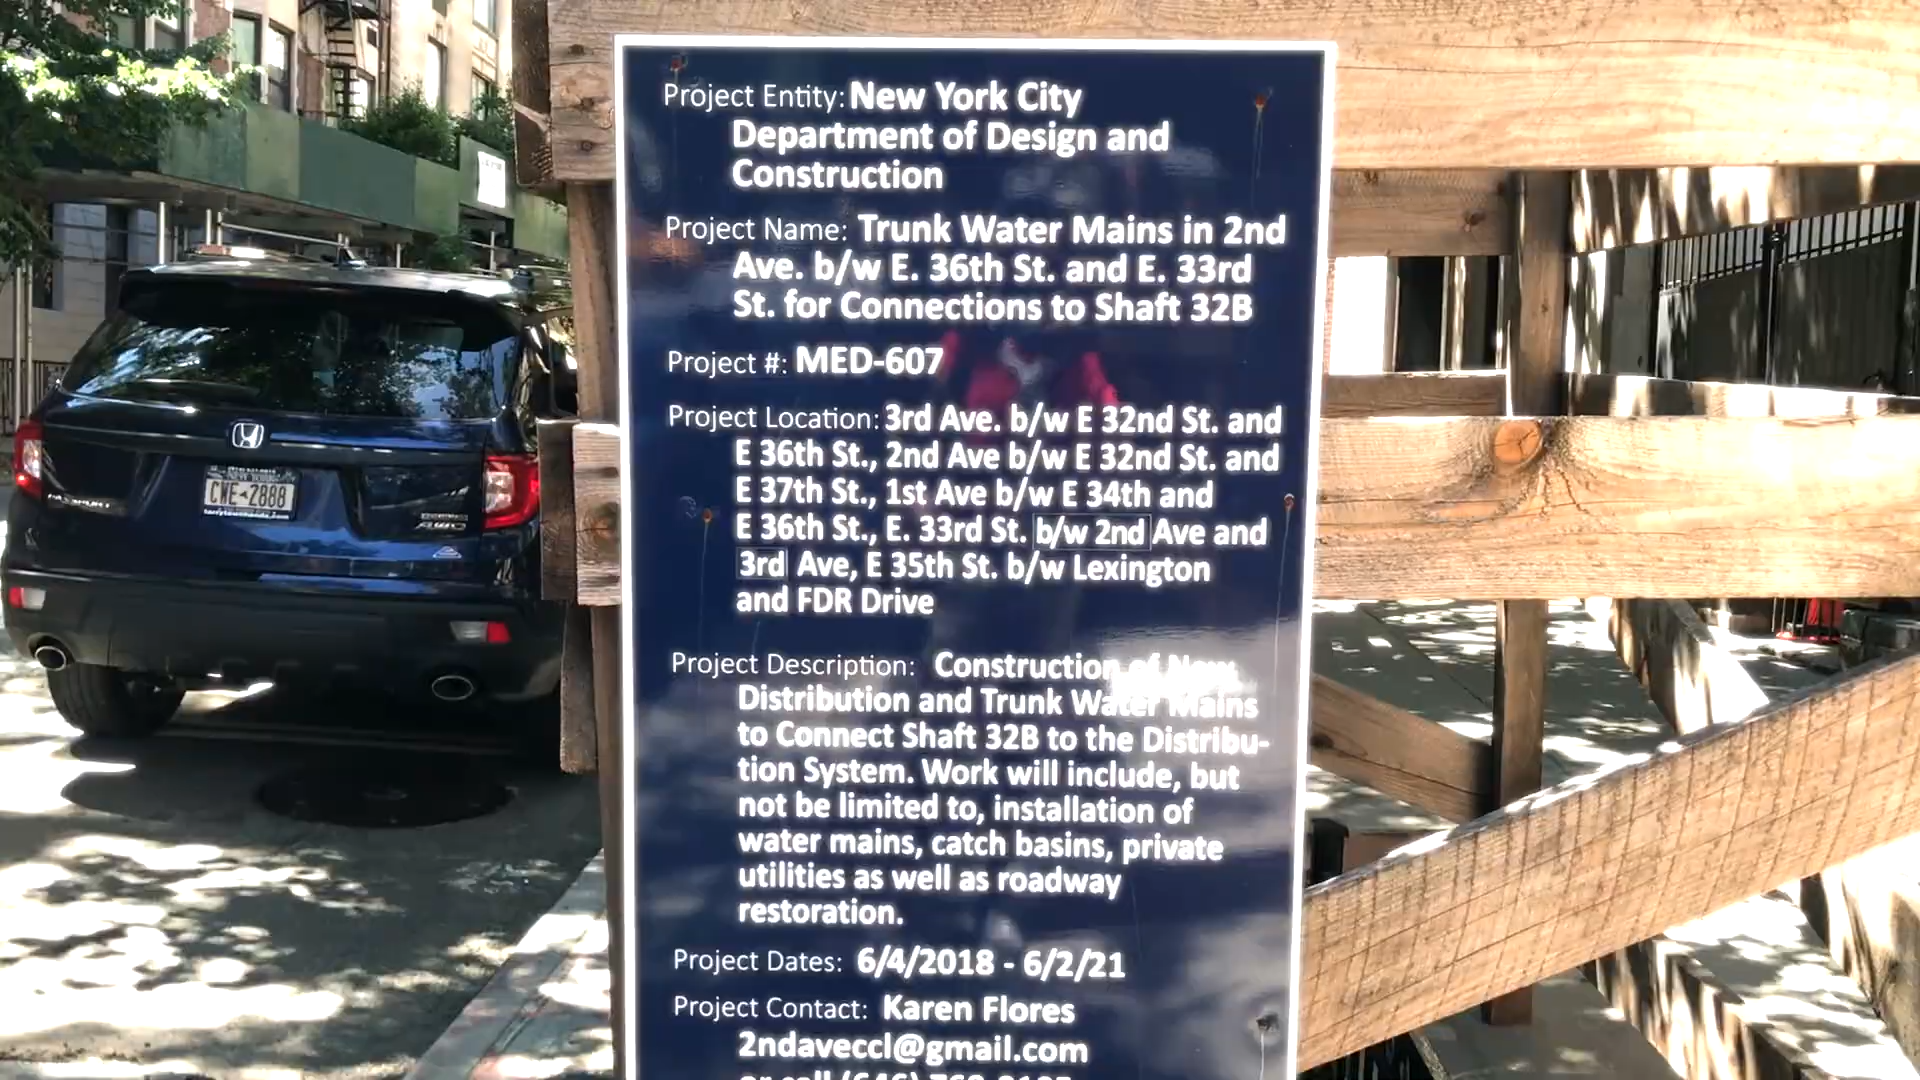 Project Entity: New York City
Department of Design and
Construction
Project Name: Trunk Water Mains in 2nd
Ave. b/w E. 36th St. and E. 33rd
St. for Connections to Shaft 32B
Project #: MED-607
Project Location: 3rd Ave. b/w E 32nd St. and
E 36th St., 2nd Ave b/w E 32nd St. and
E 37th St., 1st Ave b/w E 34th and
E 36th St., E. 33rd St. b/w 2nd Ave and
3rd Ave, E 35th St. b/w Lexington
and FDR Drive
Project Description: Construction of New
Distribution and Trunk Water Mains
to Connect Shaft 32B to the Distribu-
tion System. Work will include, but
not be limited to, installation of
water mains, catch basins, private
utilities as well as roadway
restoration.
Project Dates: 6/4/2018 - 6/2/21
Project Contact: Karen Flores
2ndaveccl@gmail.com
or call (646)
CWE 2888